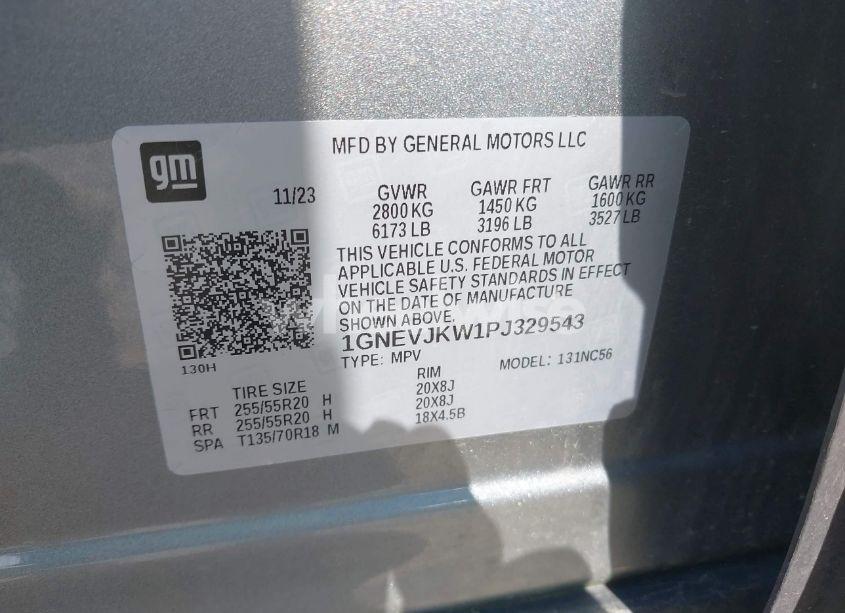 gm
MFD BY GENERAL MOTORS LLC
11/23
GVWR GAWR FRT GAWR RR
2800 KG 1450 KG 1600 KG
6173 LB 3196 LB 3527 LB
THIS VEHICLE CONFORMS TO ALL
APPLICABLE U.S. FEDERAL MOTOR
VEHICLE SAFETY STANDARDS IN EFFECT
ON THE DATE OF MANUFACTURE
SHOWN ABOVE.
1GNEVJKW1PJ329543
TYPE: MPV MODEL: 131NC56
130H
TIRE SIZE RIM
FRT 255/55R20 H 20X8J
RR 255/55R20 H 20X8J
SPA T135/70R18 M 18X4.5B